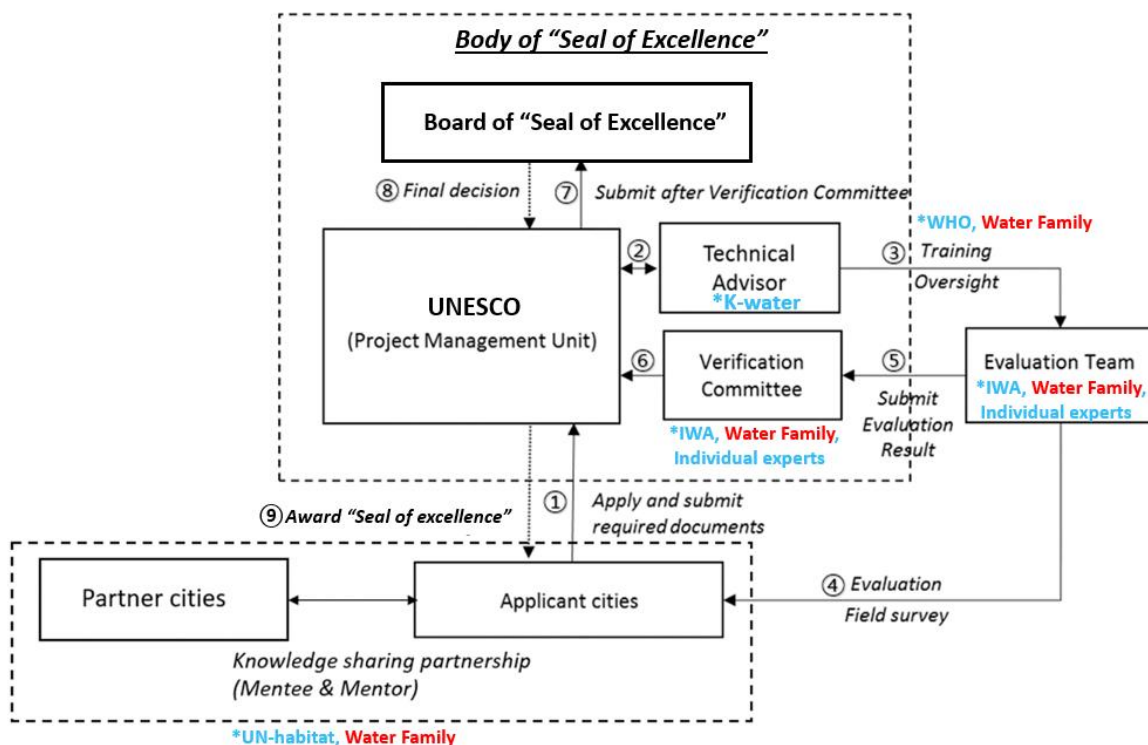 Body of “Seal of Excellence”
Board of “Seal of Excellence”
⑧ Final decision
⑦ Submit after Verification Committee
*WHO, Water Family
UNESCO
(Project Management Unit)
②
Technical
Advisor
*K-water
③ Training
Oversight
⑥
Verification
Committee
*IWA, Water Family,
Individual experts
⑤
Submit
Evaluation
Result
Evaluation Team
*IWA, Water Family,
Individual experts
⑨ Award “Seal of excellence”
① Apply and submit
required documents
Partner cities
Applicant cities
④ Evaluation
Field survey
Knowledge sharing partnership
(Mentee & Mentor)
*UN-habitat, Water Family